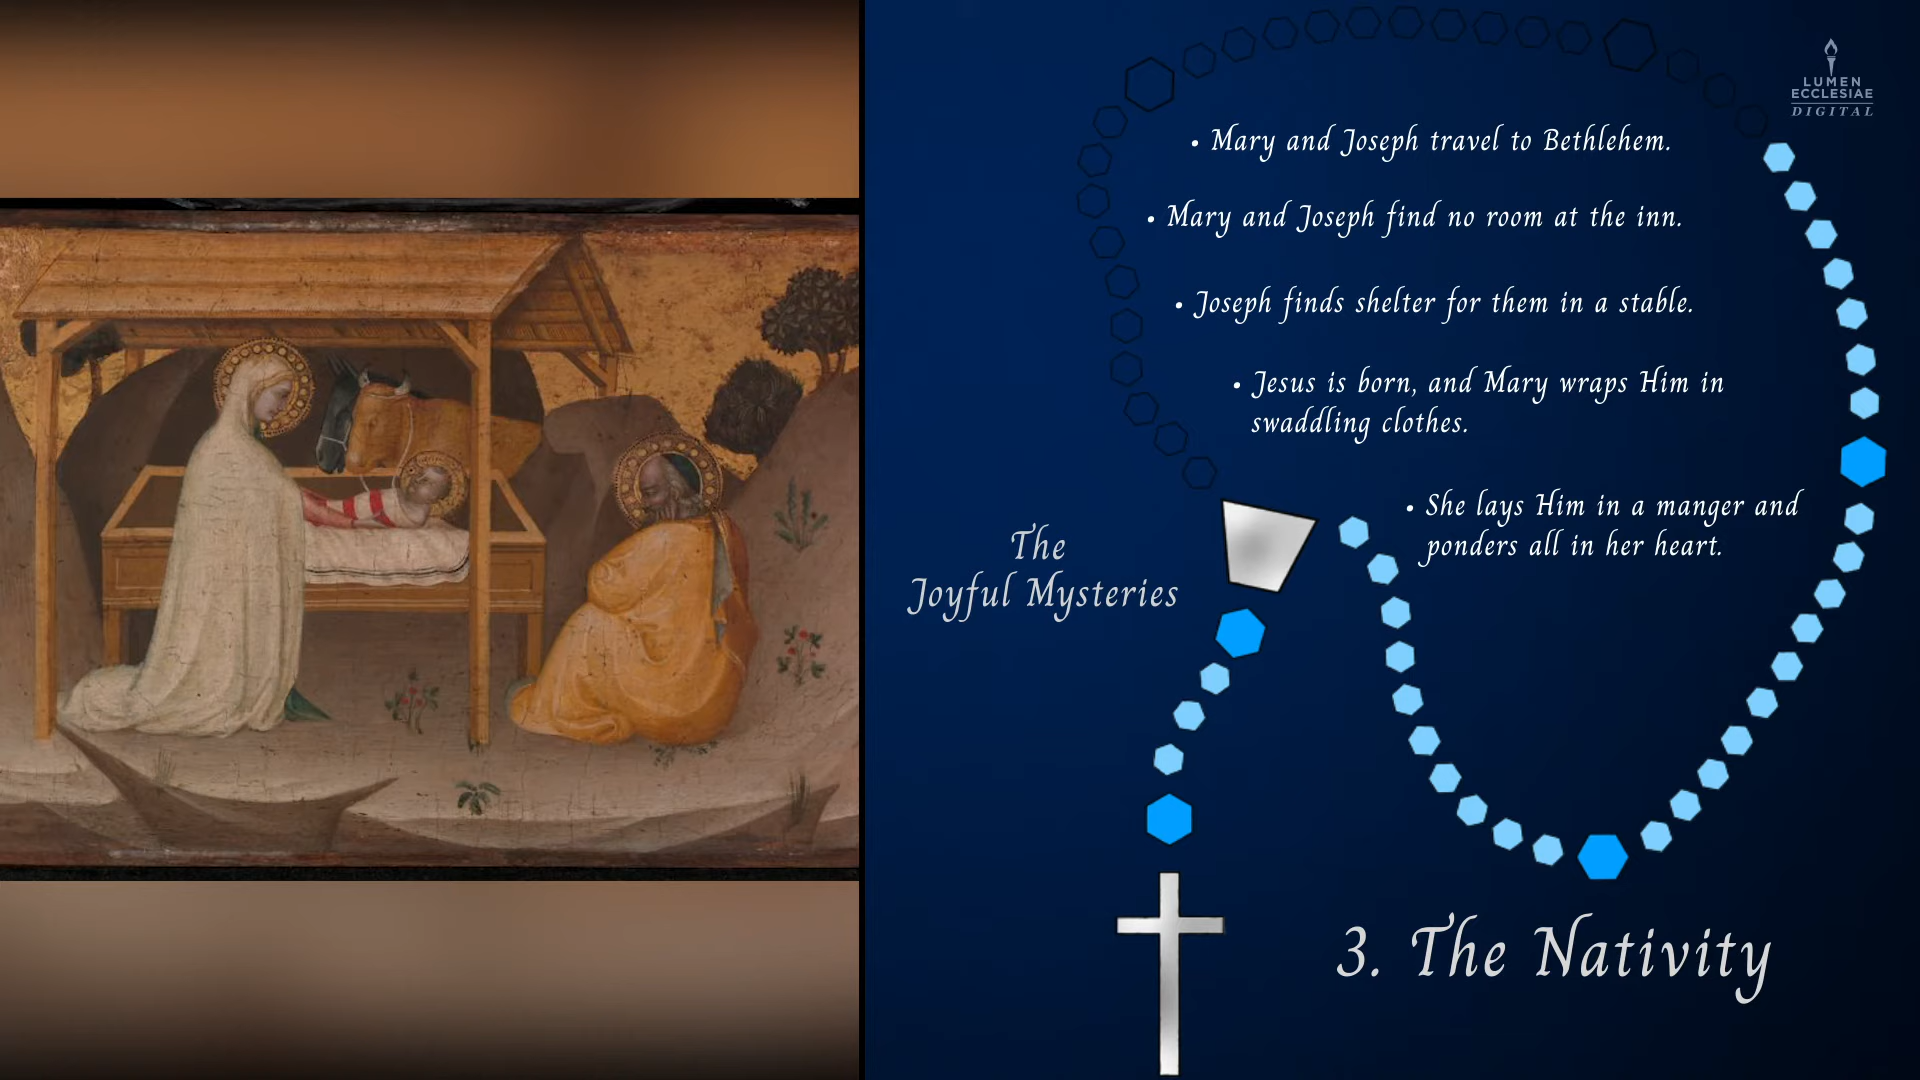 LUMEN
ECCLESIAE
DIGITAL
• Mary and Joseph travel to Bethlehem.
• Mary and Joseph find no room at the inn.
• Joseph finds shelter for them in a stable.
• Jesus is born, and Mary wraps Him in
swaddling clothes.
• She lays Him in a manger and
ponders all in her heart.
The
Joyful Mysteries
3. The Nativity